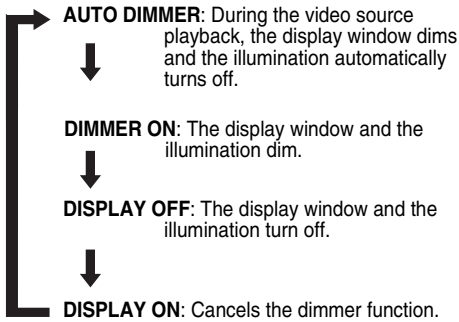 AUTO DIMMER: During the video source
playback, the display window dims
and the illumination automatically
turns off.
DIMMER ON: The display window and the
illumination dim.
DISPLAY OFF: The display window and the
illumination turn off.
DISPLAY ON: Cancels the dimmer function.